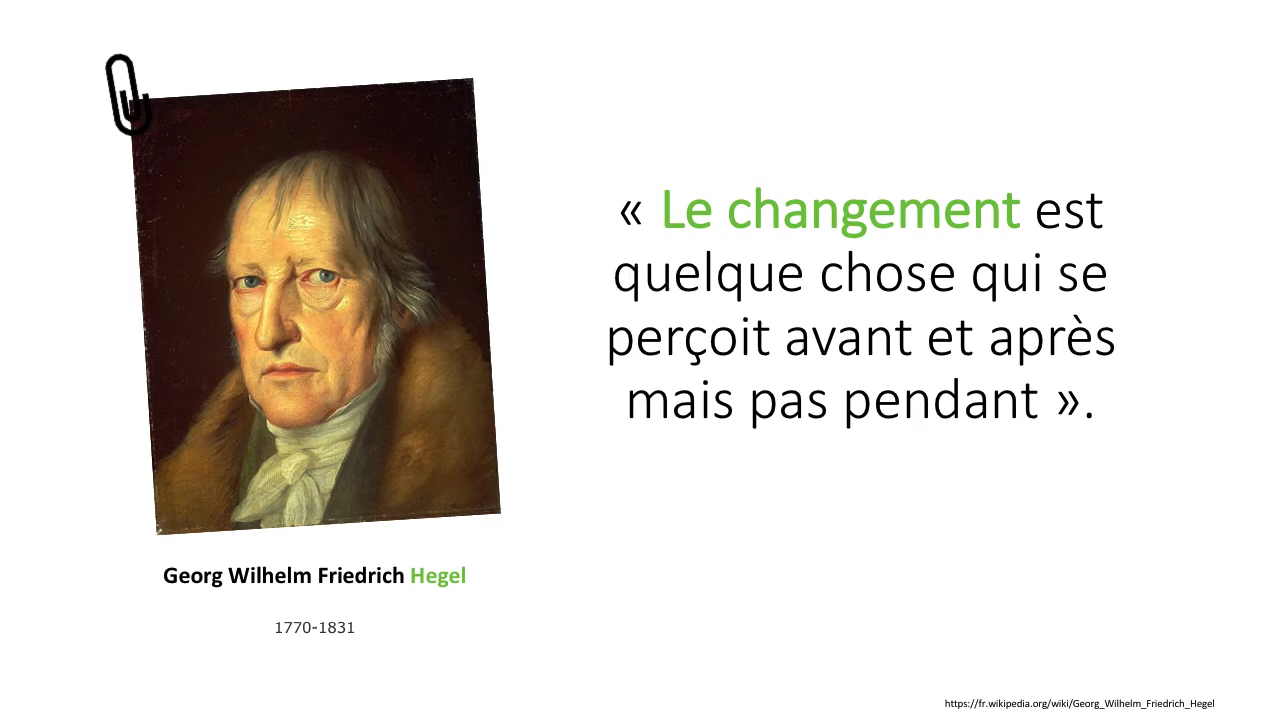 « Le changement est
quelque chose qui se
perçoit avant et après
mais pas pendant ».
Georg Wilhelm Friedrich Hegel
1770-1831
https://fr.wikipedia.org/wiki/Georg_Wilhelm_Friedrich_Hegel